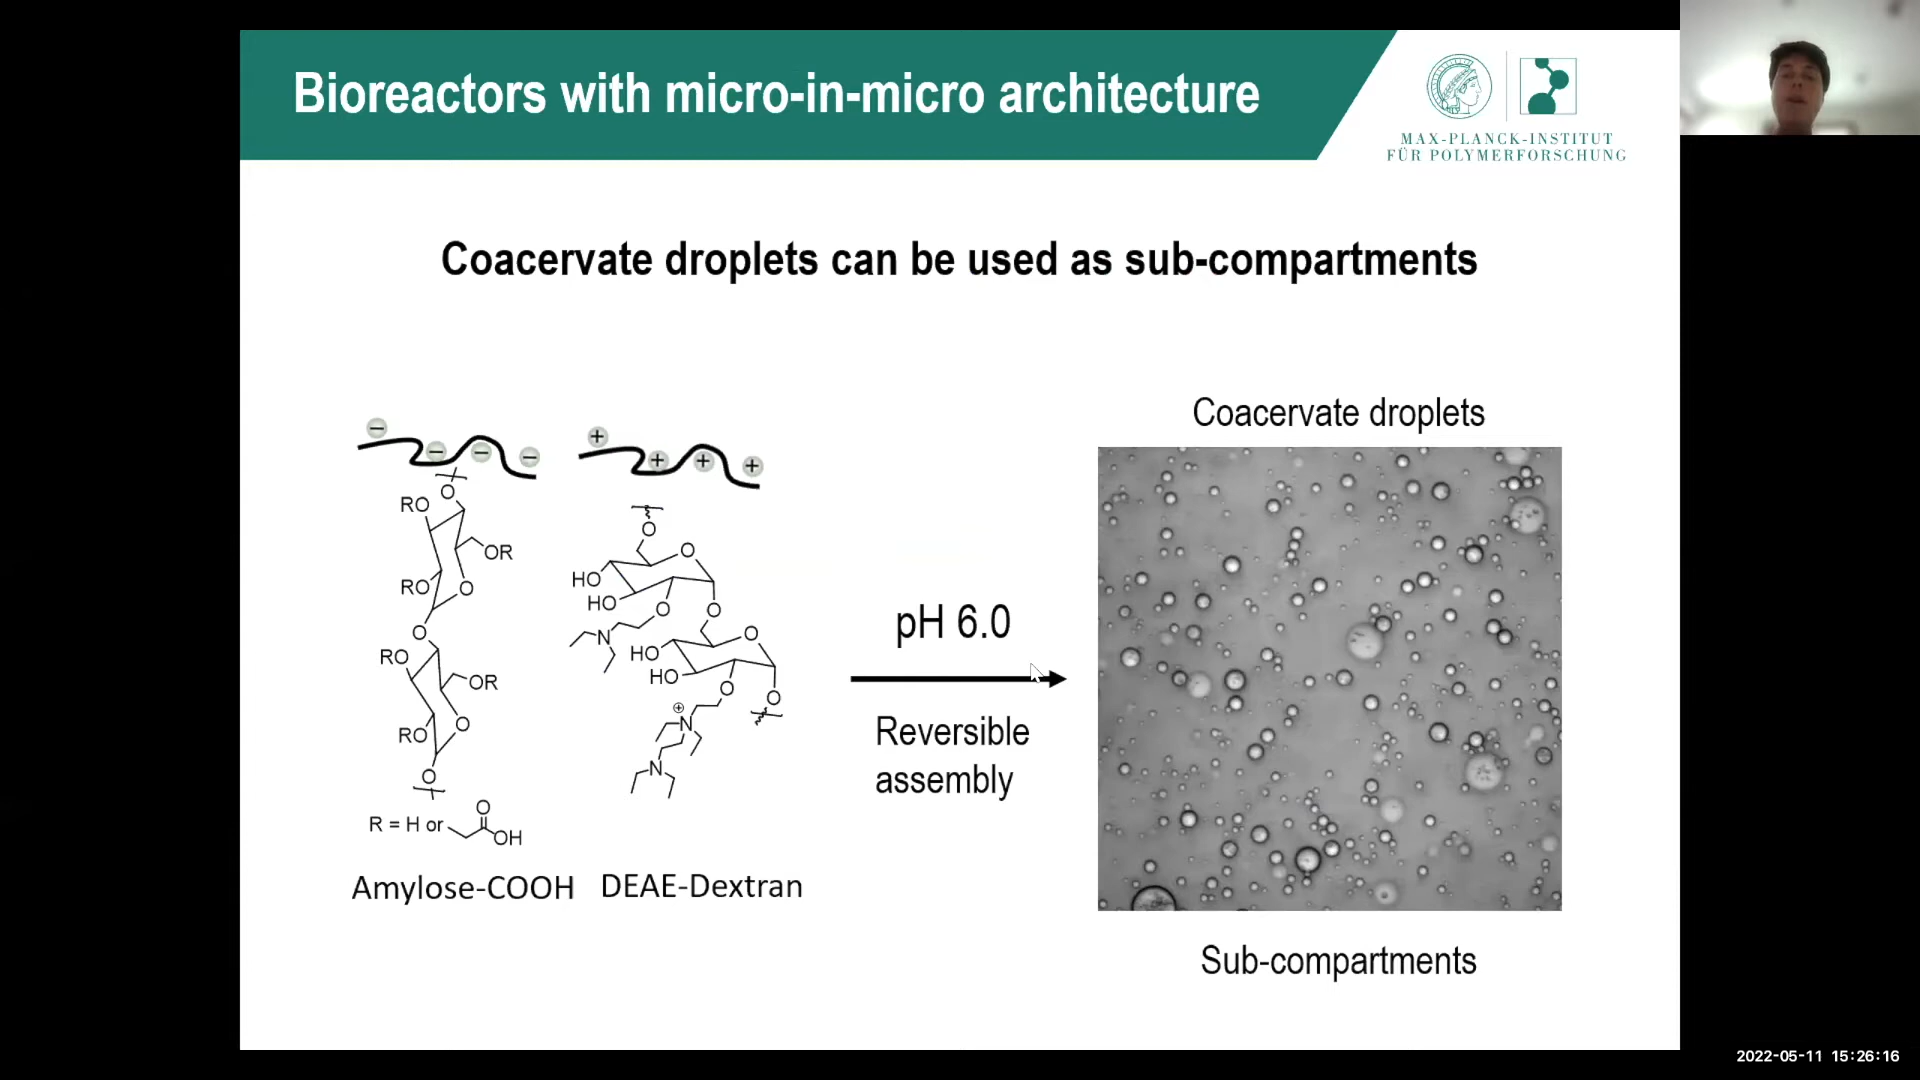 Bioreactors with micro-in-micro architecture
MAX-PLANCK-INSTITUT
FÜR POLYMERFORSCHUNG
Coacervate droplets can be used as sub-compartments
Coacervate droplets
− − − −
+ + + +
O
RO
OR
RO
O
O
RO
OR
O
RO
O
R = H or
O
OH
O
O
HO
HO
O
O
N
O
HO
HO
O
O
⊕
N
N
pH 6.0
Reversible
assembly
Amylose-COOH
DEAE-Dextran
Sub-compartments
2022-05-11 15:26:16